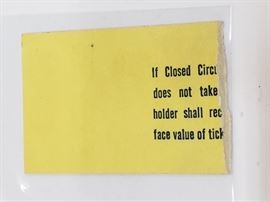 If Closed Circu
does not take
holder shall rec
face value of tick